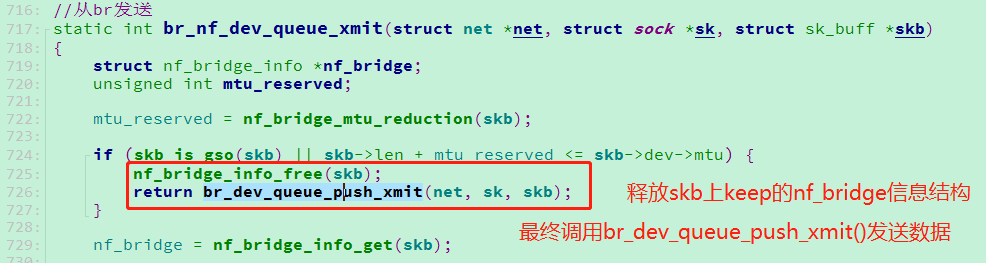 716: //从br发送
717: static int br_nf_dev_queue_xmit(struct net *net, struct sock *sk, struct sk_buff *skb)
718: {
719: struct nf_bridge_info *nf_bridge;
720: unsigned int mtu_reserved;
721:
722: mtu_reserved = nf_bridge_mtu_reduction(skb);
723:
724: if (skb_is_gso(skb) || skb->len + mtu_reserved <= skb->dev->mtu) {
725: nf_bridge_info_free(skb);
726: return br_dev_queue_push_xmit(net, sk, skb);
释放skb上keep的nf_bridge信息结构
727: }
最终调用br_dev_queue_push_xmit()发送数据
728:
729: nf_bridge = nf_bridge_info_get(skb);
730: